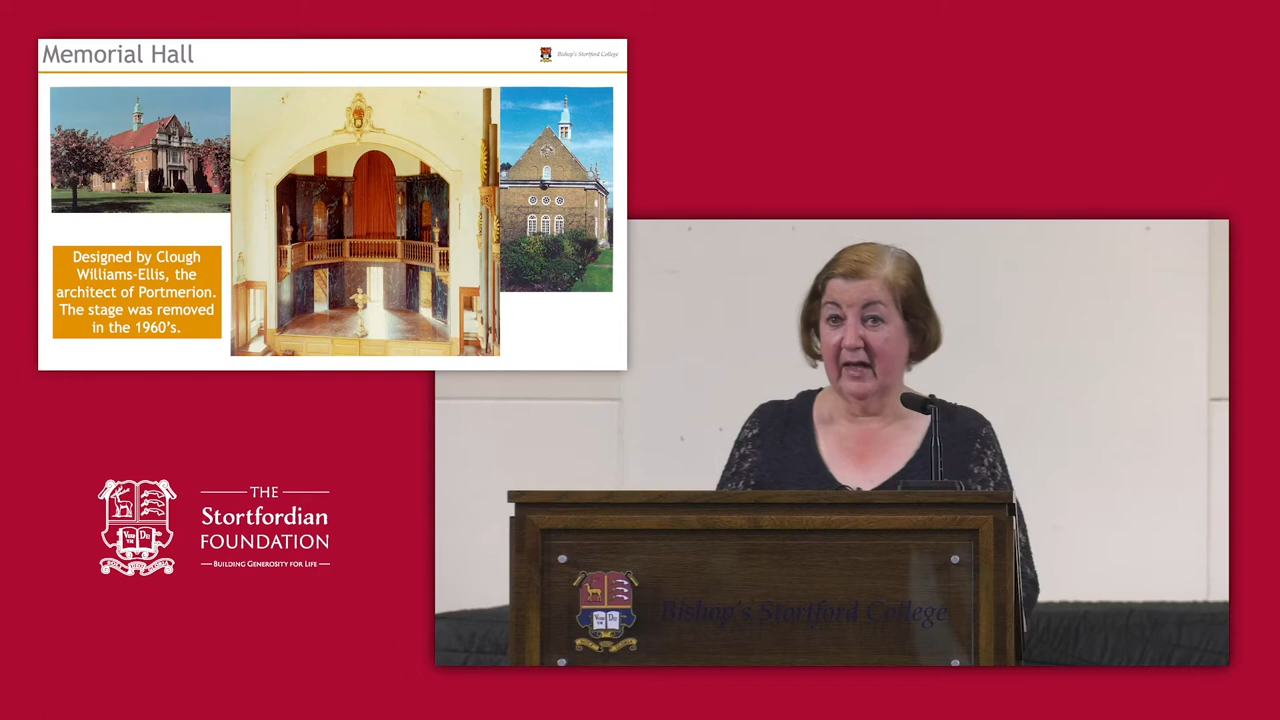 Memorial Hall
Bishop's Stortford College
Designed by Clough
Williams-Ellis, the
architect of Portmerion.
The stage was removed
in the 1960's.
THE
Stortfordian
FOUNDATION
BUILDING GENEROSITY FOR LIFE
Bishop's Stortford College